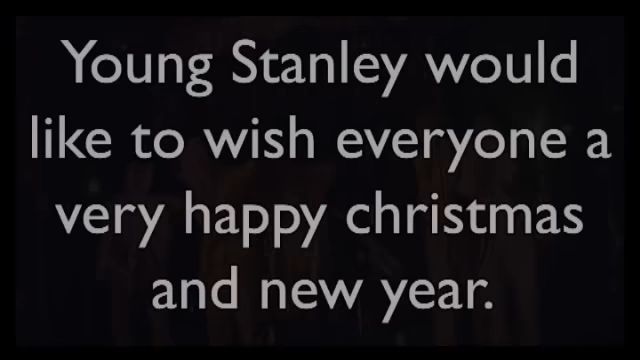 Young Stanley would
like to wish everyone a
very happy christmas
and new year.